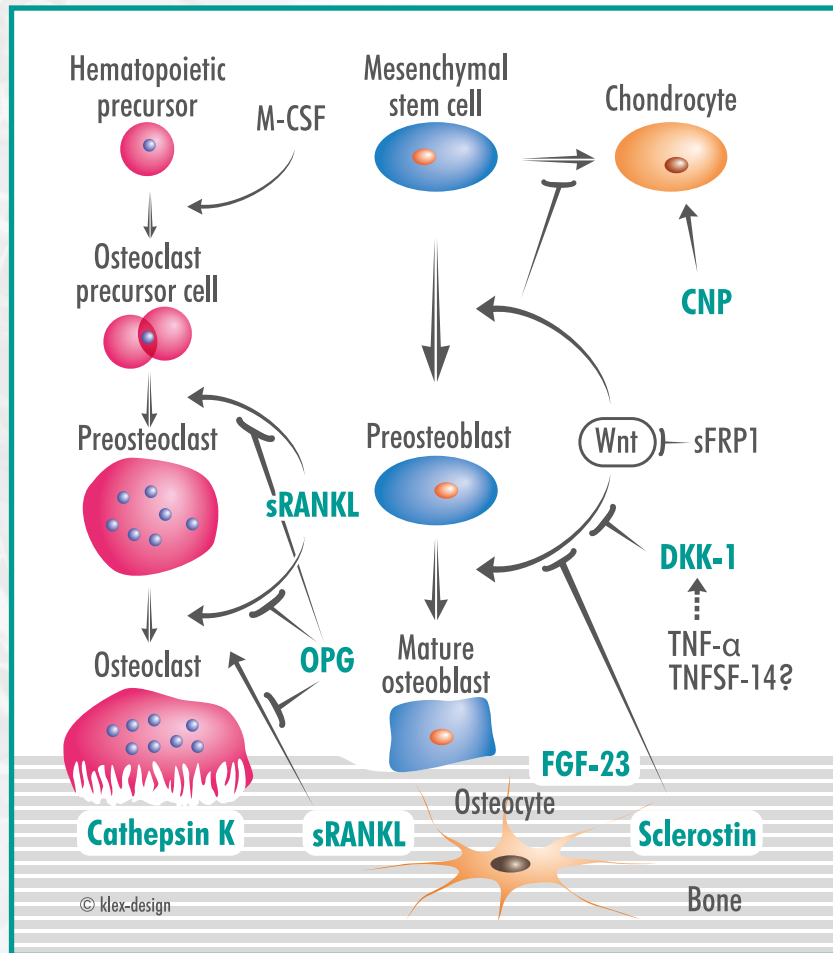 Hematopoietic
precursor
M-CSF
Mesenchymal
stem cell
Chondrocyte
Osteoclast
precursor cell
CNP
Preosteoclast
Preosteoblast
Wnt
sFRP1
sRANKL
DKK-1
OPG
TNF-α
TNFSF-14?
Osteoclast
Mature
osteoblast
FGF-23
Osteocyte
Cathepsin K
sRANKL
Sclerostin
Bone
© klex-design